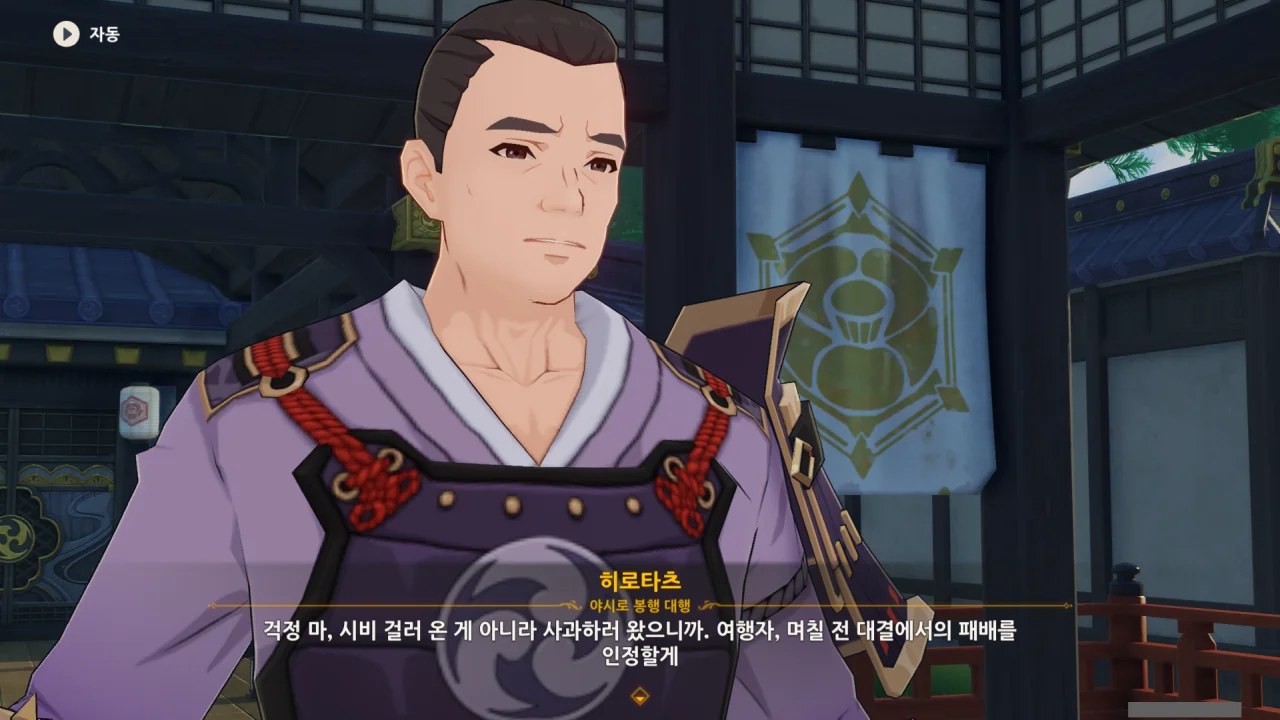 자동
히로타츠
야시로 봉행 대행
걱정 마, 시비 걸러 온 게 아니라 사과하러 왔으니까. 여행자, 며칠 전 대결에서의 패배를
인정할게